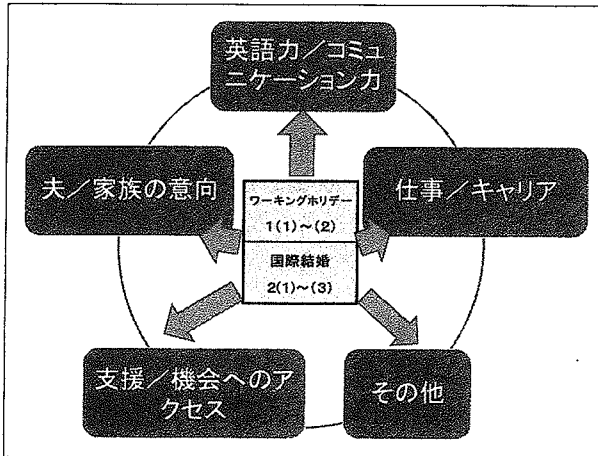 英語力／コミュ
ニケーション力
夫／家族の意向
ワーキングホリデー
1(1)～(2)
仕事／キャリア
国際結婚
2(1)～(3)
支援／機会へのア
クセス
その他